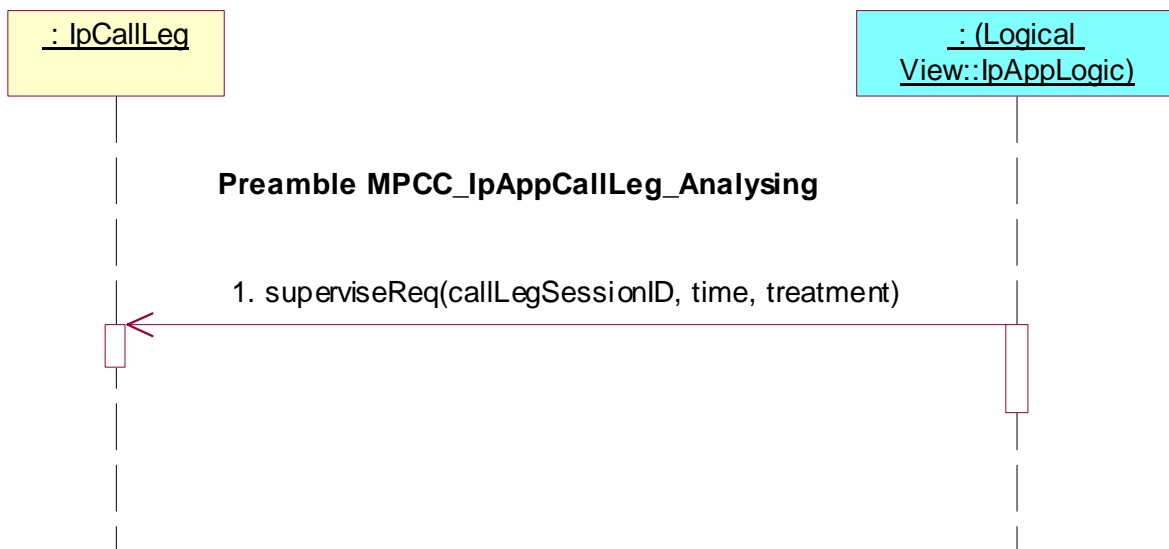 : IpCallLeg
: (Logical
View::IpAppLogic)
Preamble MPCC_IpAppCallLeg_Analysing
1. superviseReq(callLegSessionID, time, treatment)